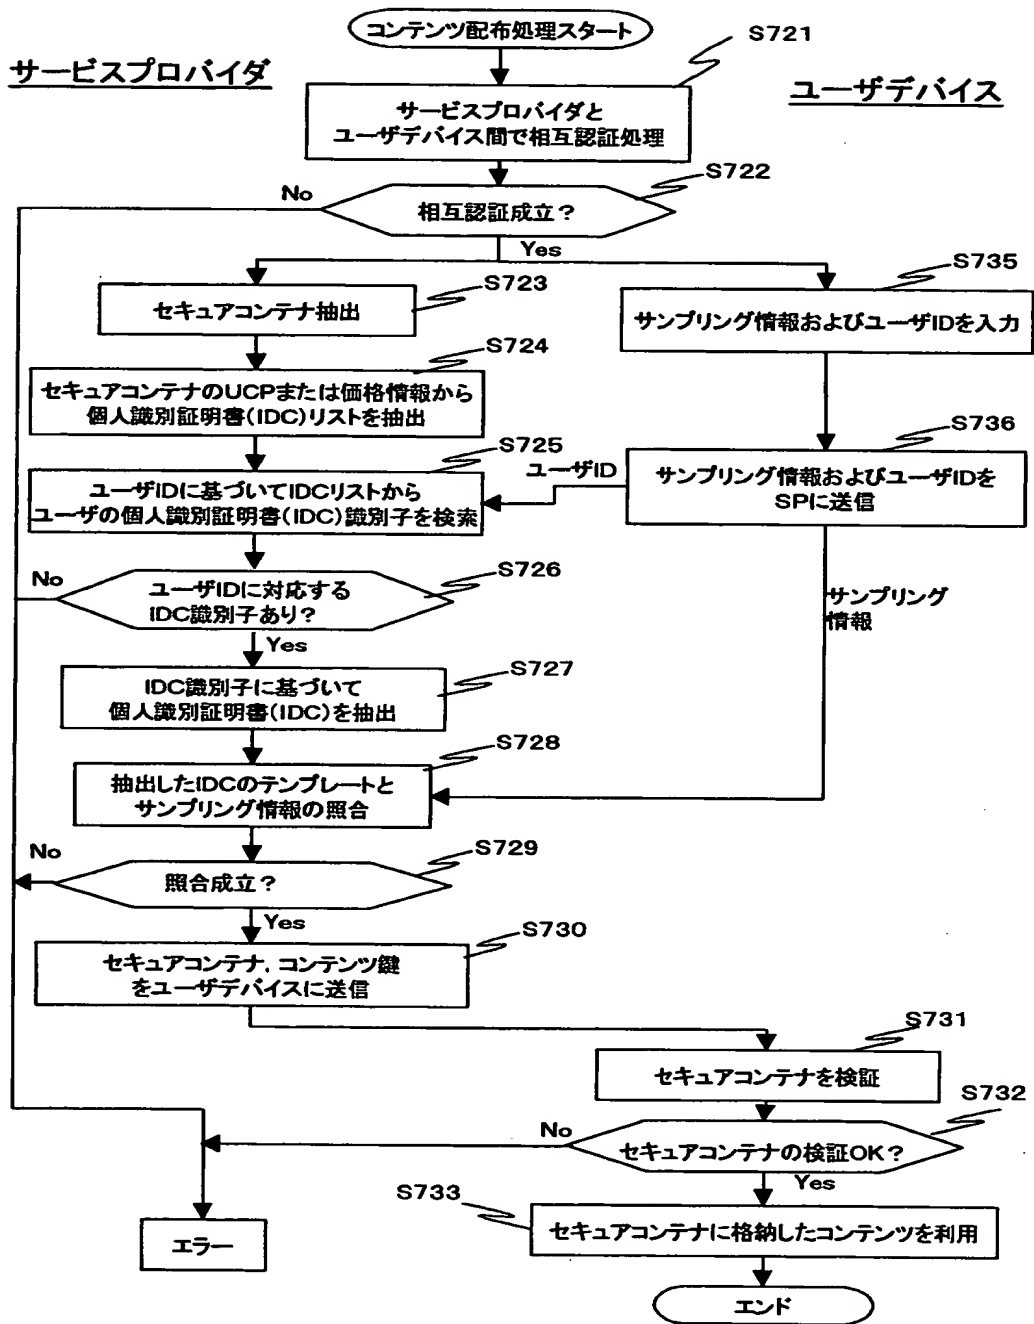 コンテンツ配布処理スタート
S721
サービスプロバイダ
ユーザデバイス
サービスプロバイダと
ユーザデバイス間で相互認証処理
S722
No
相互認証成立?
Yes
S723
S735
セキュアコンテナ抽出
サンプリング情報およびユーザIDを入力
S724
セキュアコンテナのUCPまたは価格情報から
個人識別証明書(IDC)リストを抽出
S736
S725
ユーザID
サンプリング情報およびユーザIDを
SPに送信
ユーザIDに基づいてIDCリストから
ユーザの個人識別証明書(IDC)識別子を検索
S726
No
ユーザIDに対応する
IDC識別子あり?
サンプリング
情報
Yes
S727
IDC識別子に基づいて
個人識別証明書(IDC)を抽出
S728
抽出したIDCのテンプレートと
サンプリング情報の照合
S729
No
照合成立?
Yes
S730
セキュアコンテナ,コンテンツ鍵
をユーザデバイスに送信
S731
セキュアコンテナを検証
S732
No
セキュアコンテナの検証OK?
Yes
S733
セキュアコンテナに格納したコンテンツを利用
エラー
エンド